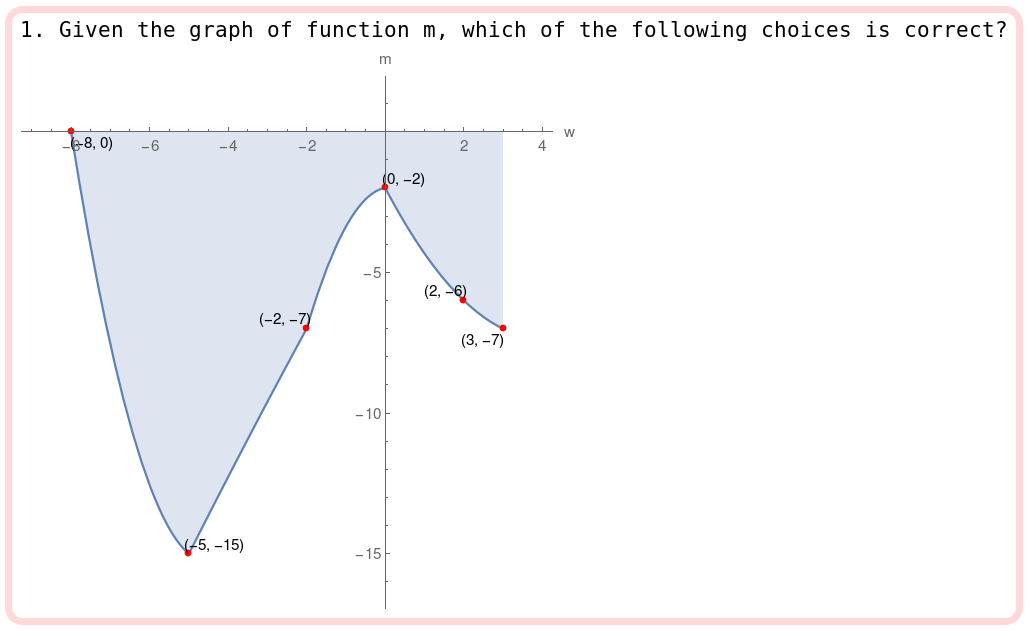 1. Given the graph of function m, which of the following choices is correct?
m
w
(−8, 0)
−8 −6 −4 −2 2 4
(0, −2)
−5
(2, −6)
(−2, −7)
(3, −7)
−10
(−5, −15)
−15